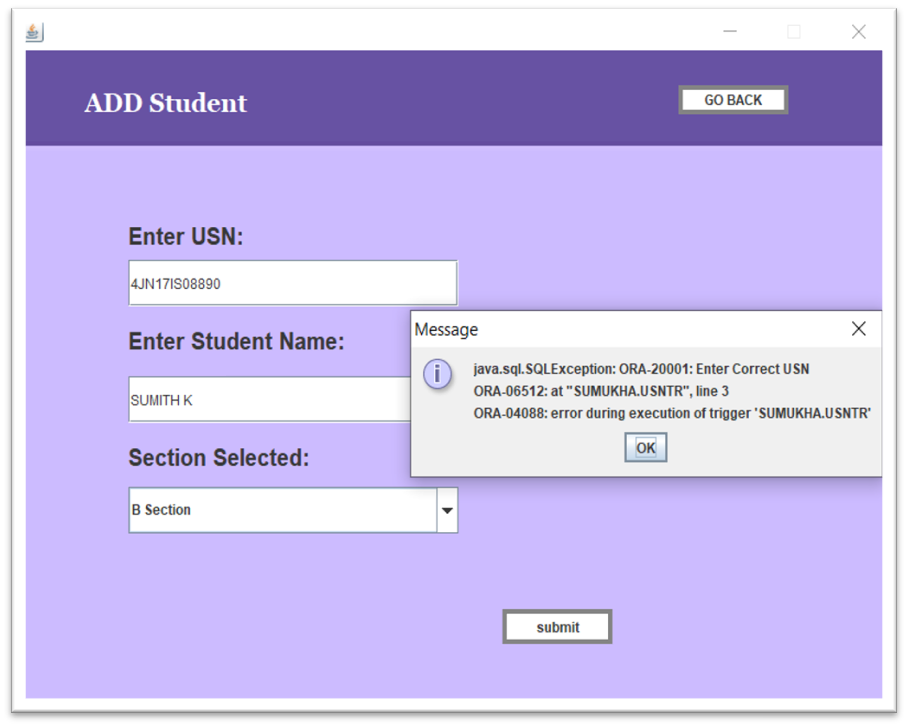 ADD Student
GO BACK
Enter USN:
4JN17IS08890
Enter Student Name:
SUMITH K
Section Selected:
B Section
Message
java.sql.SQLException: ORA-20001: Enter Correct USN
ORA-06512: at "SUMUKHA.USNTR", line 3
ORA-04088: error during execution of trigger 'SUMUKHA.USNTR'
OK
submit